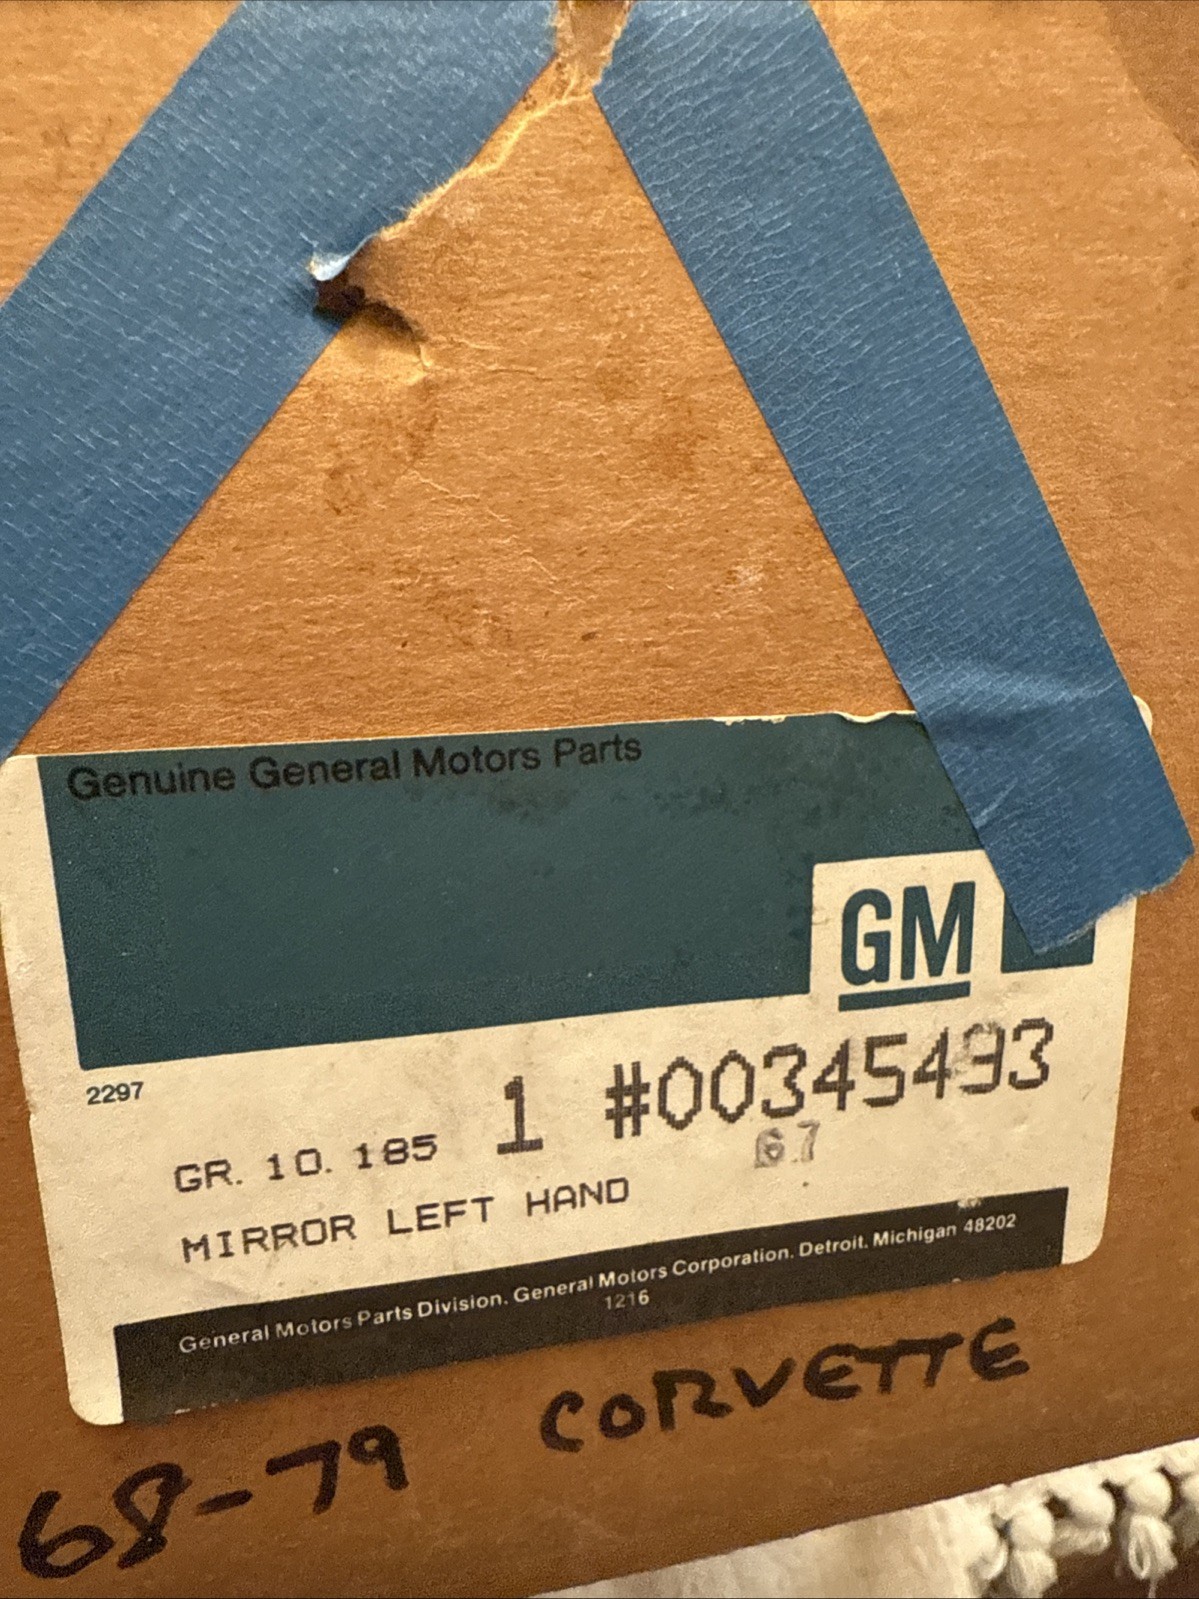 Genuine General Motors Parts
GM
2297
GR. 10. 185 1 #00345493
67
MIRROR LEFT HAND
General Motors Parts Division. General Motors Corporation. Detroit. Michigan 48202
1216
68-79 CORVETTE